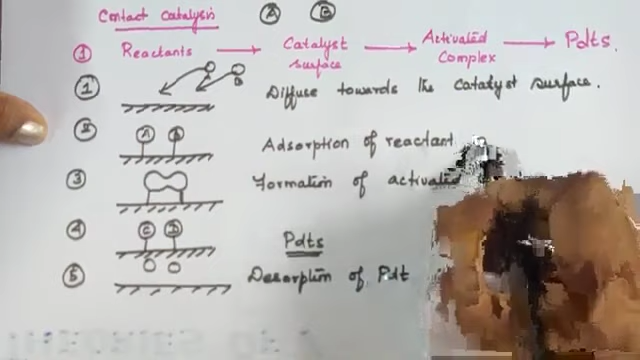 Contact catalysis Ⓐ Ⓑ
① Reactants → Catalyst surface → Activated Complex → Pdts.
① A B Diffuse towards the catalyst surface.
② A B Adsorption of reactant
③ Formation of activated
④ C D Pdts
⑤ Desorption of Pdt